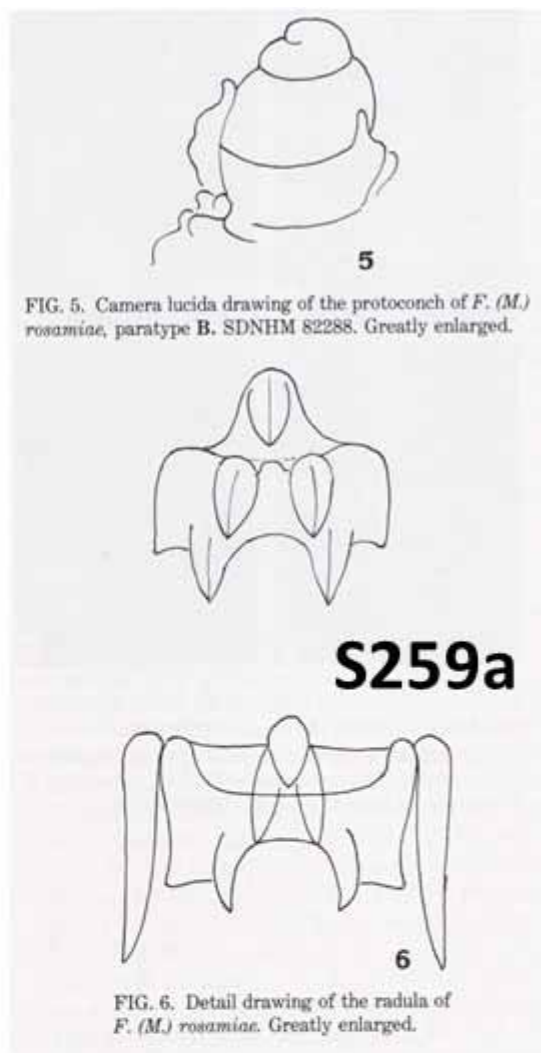 5
FIG. 5. Camera lucida drawing of the protoconch of F. (M.)
rosamiae, paratype B. SDNHM 82288. Greatly enlarged.
S259a
6
FIG. 6. Detail drawing of the radula of
F. (M.) rosamiae. Greatly enlarged.